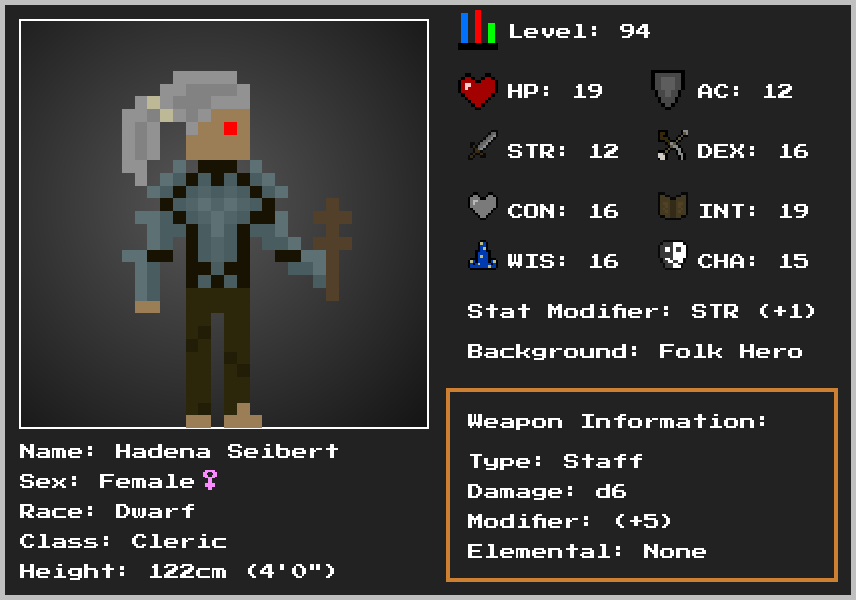 Level: 94
HP: 19 AC: 12
STR: 12 DEX: 16
CON: 16 INT: 19
WIS: 16 CHA: 15
Stat Modifier: STR (+1)
Background: Folk Hero
Weapon Information:
Type: Staff
Damage: d6
Modifier: (+5)
Elemental: None
Name: Hadena Seibert
Sex: Female♀
Race: Dwarf
Class: Cleric
Height: 122cm (4'0")